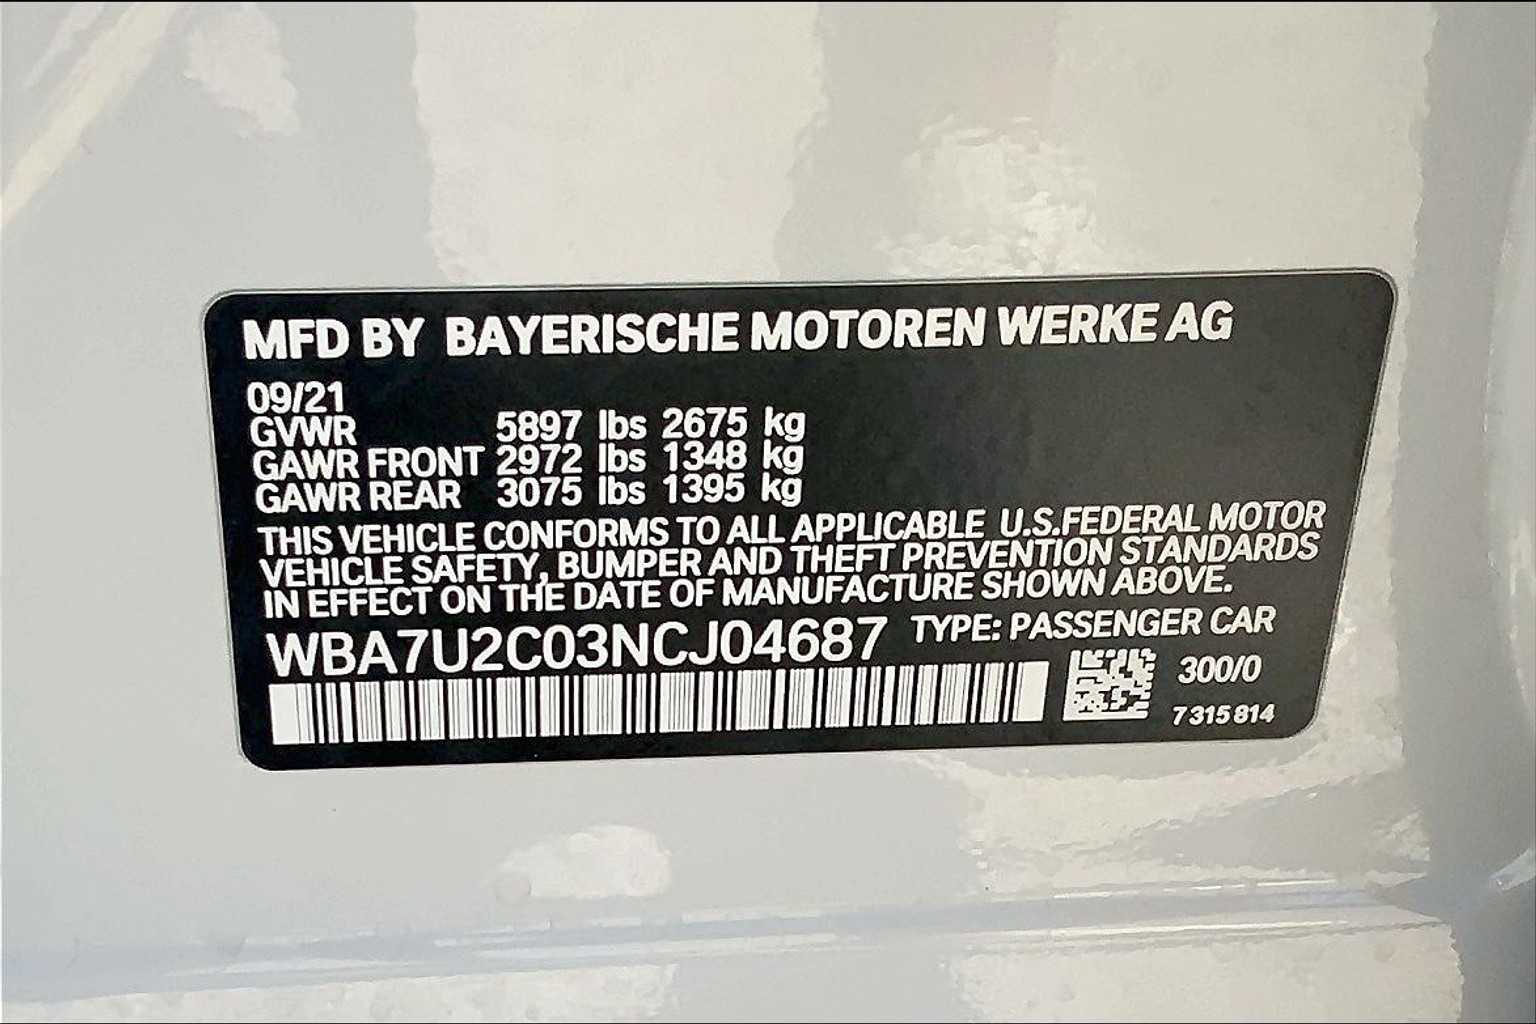 MFD BY BAYERISCHE MOTOREN WERKE AG
09/21
GVWR 5897 lbs 2675 kg
GAWR FRONT 2972 lbs 1348 kg
GAWR REAR 3075 lbs 1395 kg
THIS VEHICLE CONFORMS TO ALL APPLICABLE U.S.FEDERAL MOTOR
VEHICLE SAFETY, BUMPER AND THEFT PREVENTION STANDARDS
IN EFFECT ON THE DATE OF MANUFACTURE SHOWN ABOVE.
WBA7U2C03NCJ04687 TYPE: PASSENGER CAR
300/0
7 315 814